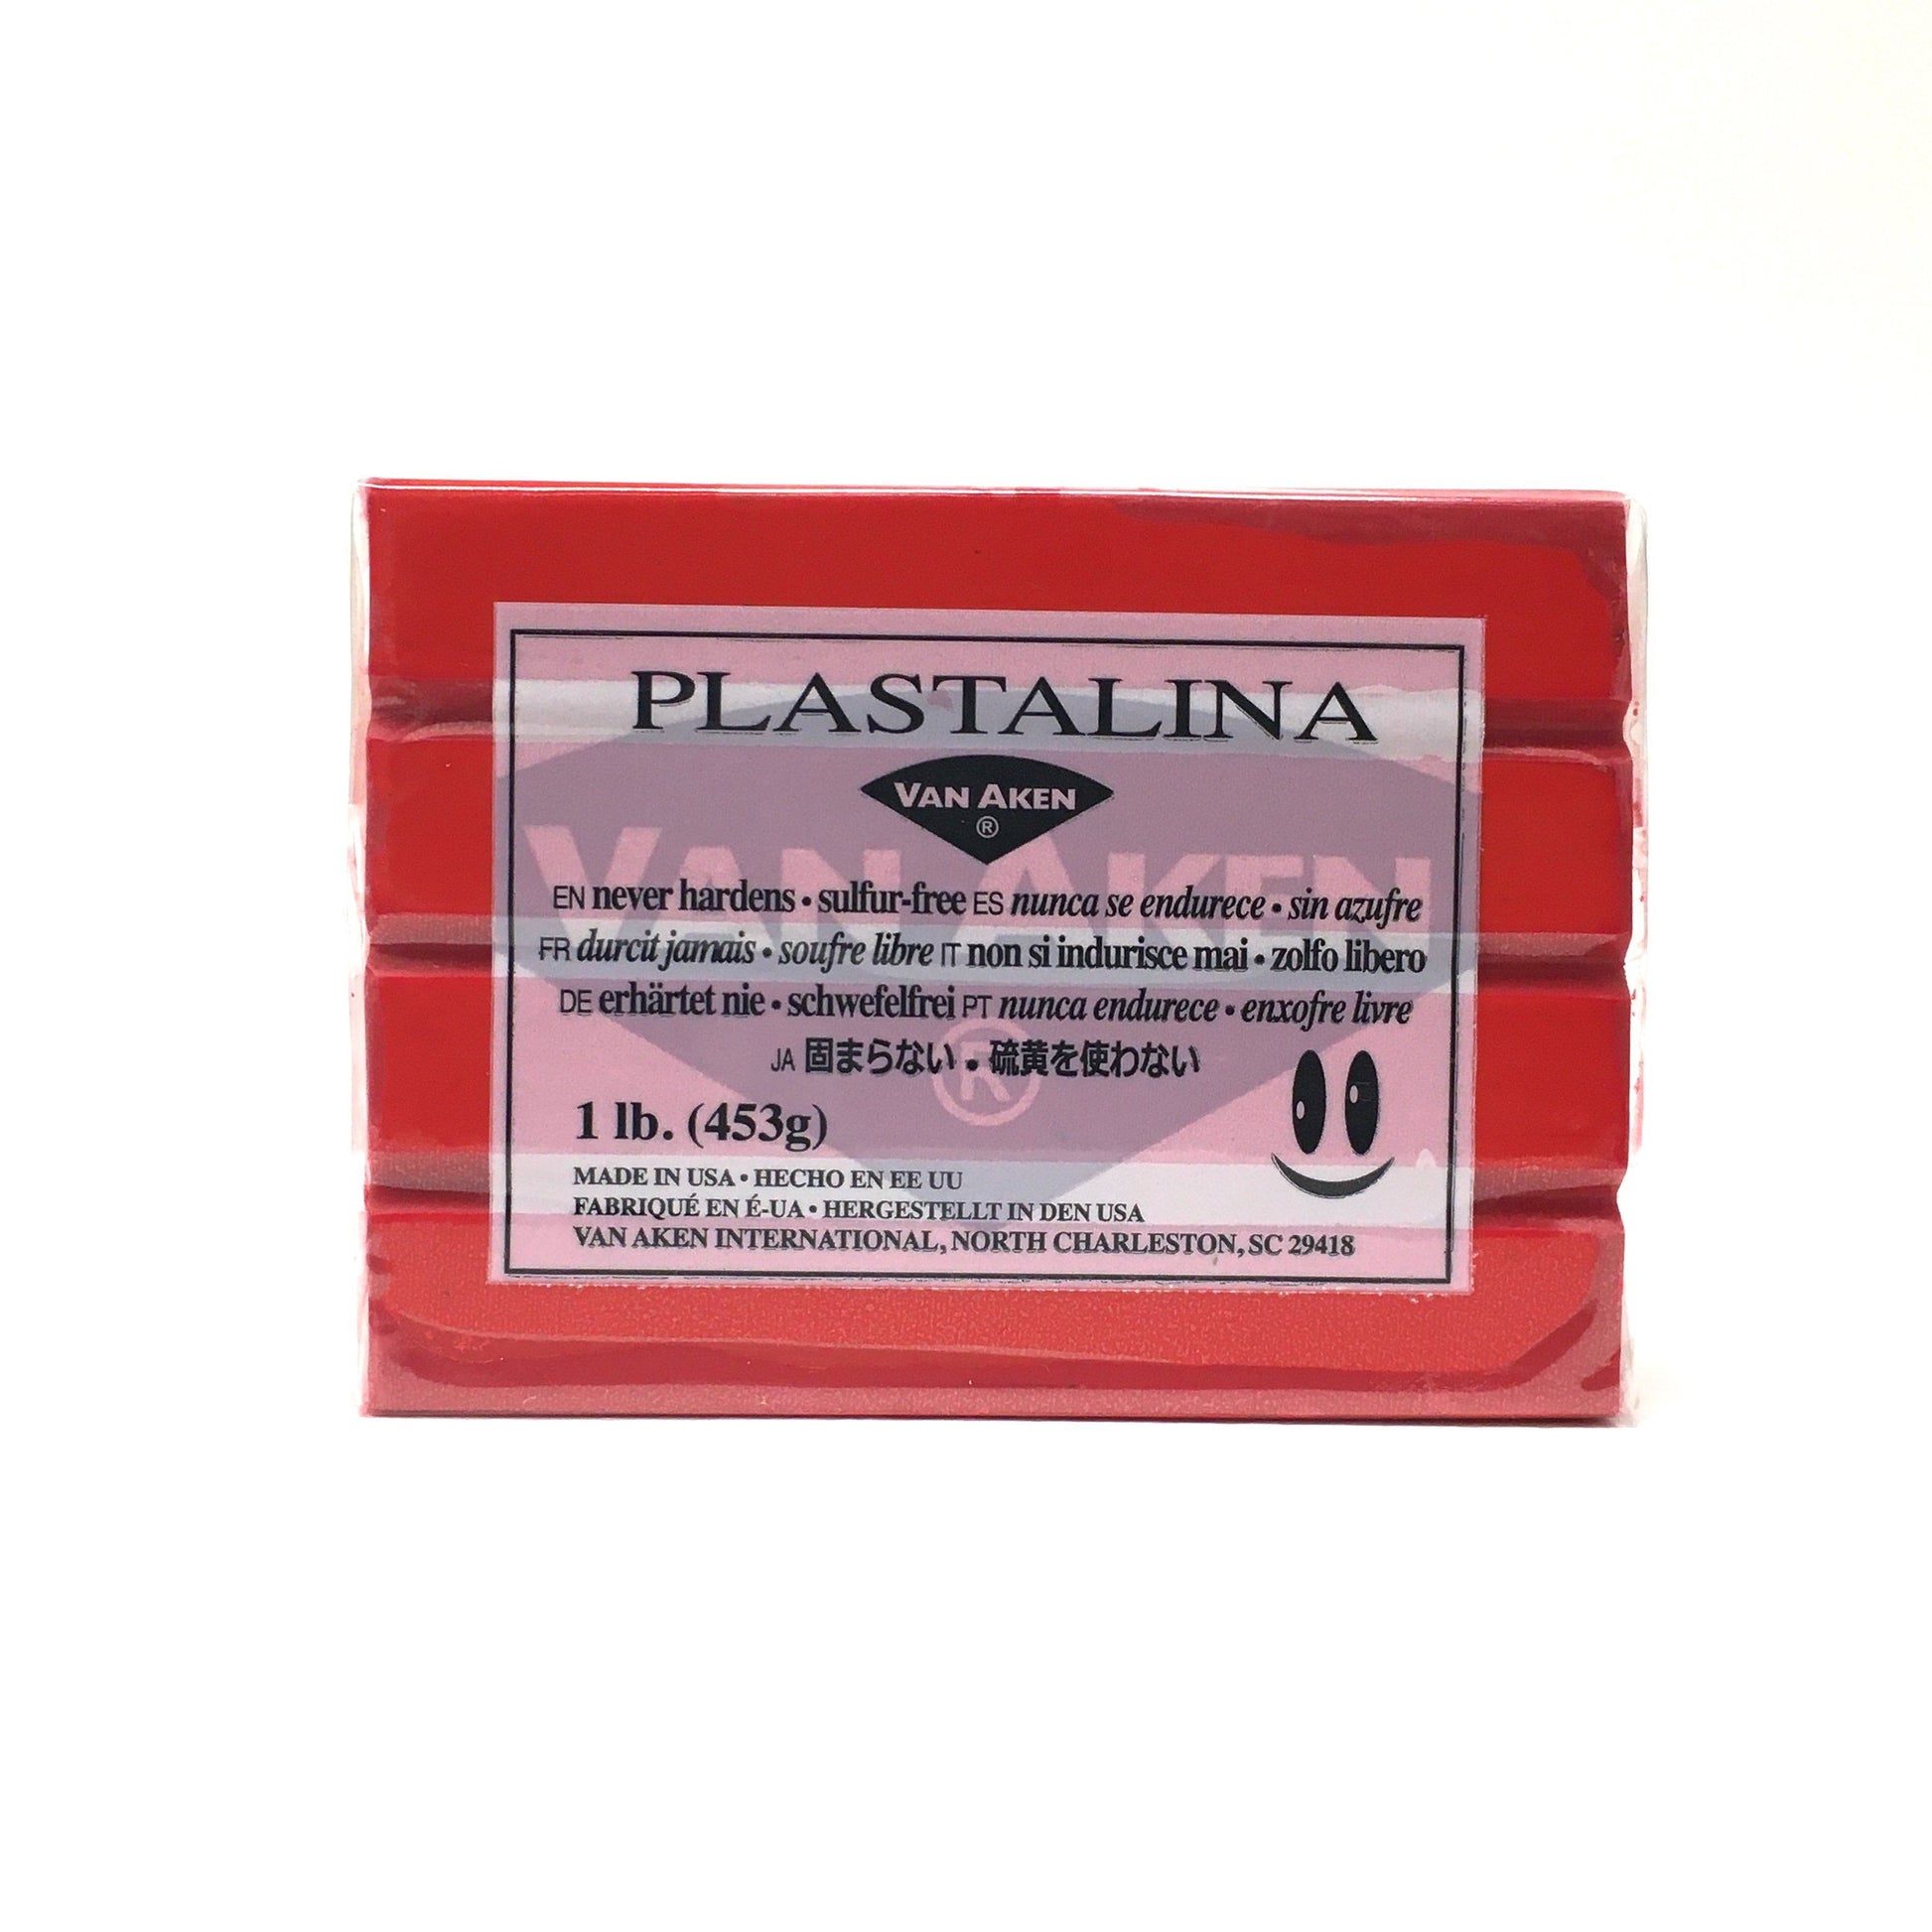 PLASTALINA
VAN AKEN
®
VAN AKEN
®
EN never hardens • sulfur-free ES nunca se endurece • sin azufre
FR durcit jamais • soufre libre IT non si indurisce mai • zolfo libero
DE erhärtet nie • schwefelfrei PT nunca endurece • enxofre livre
JA 固まらない • 硫黄を使わない
1 lb. (453g)
MADE IN USA • HECHO EN EE UU
FABRIQUÉ EN É-UA • HERGESTELLT IN DEN USA
VAN AKEN INTERNATIONAL, NORTH CHARLESTON, SC 29418